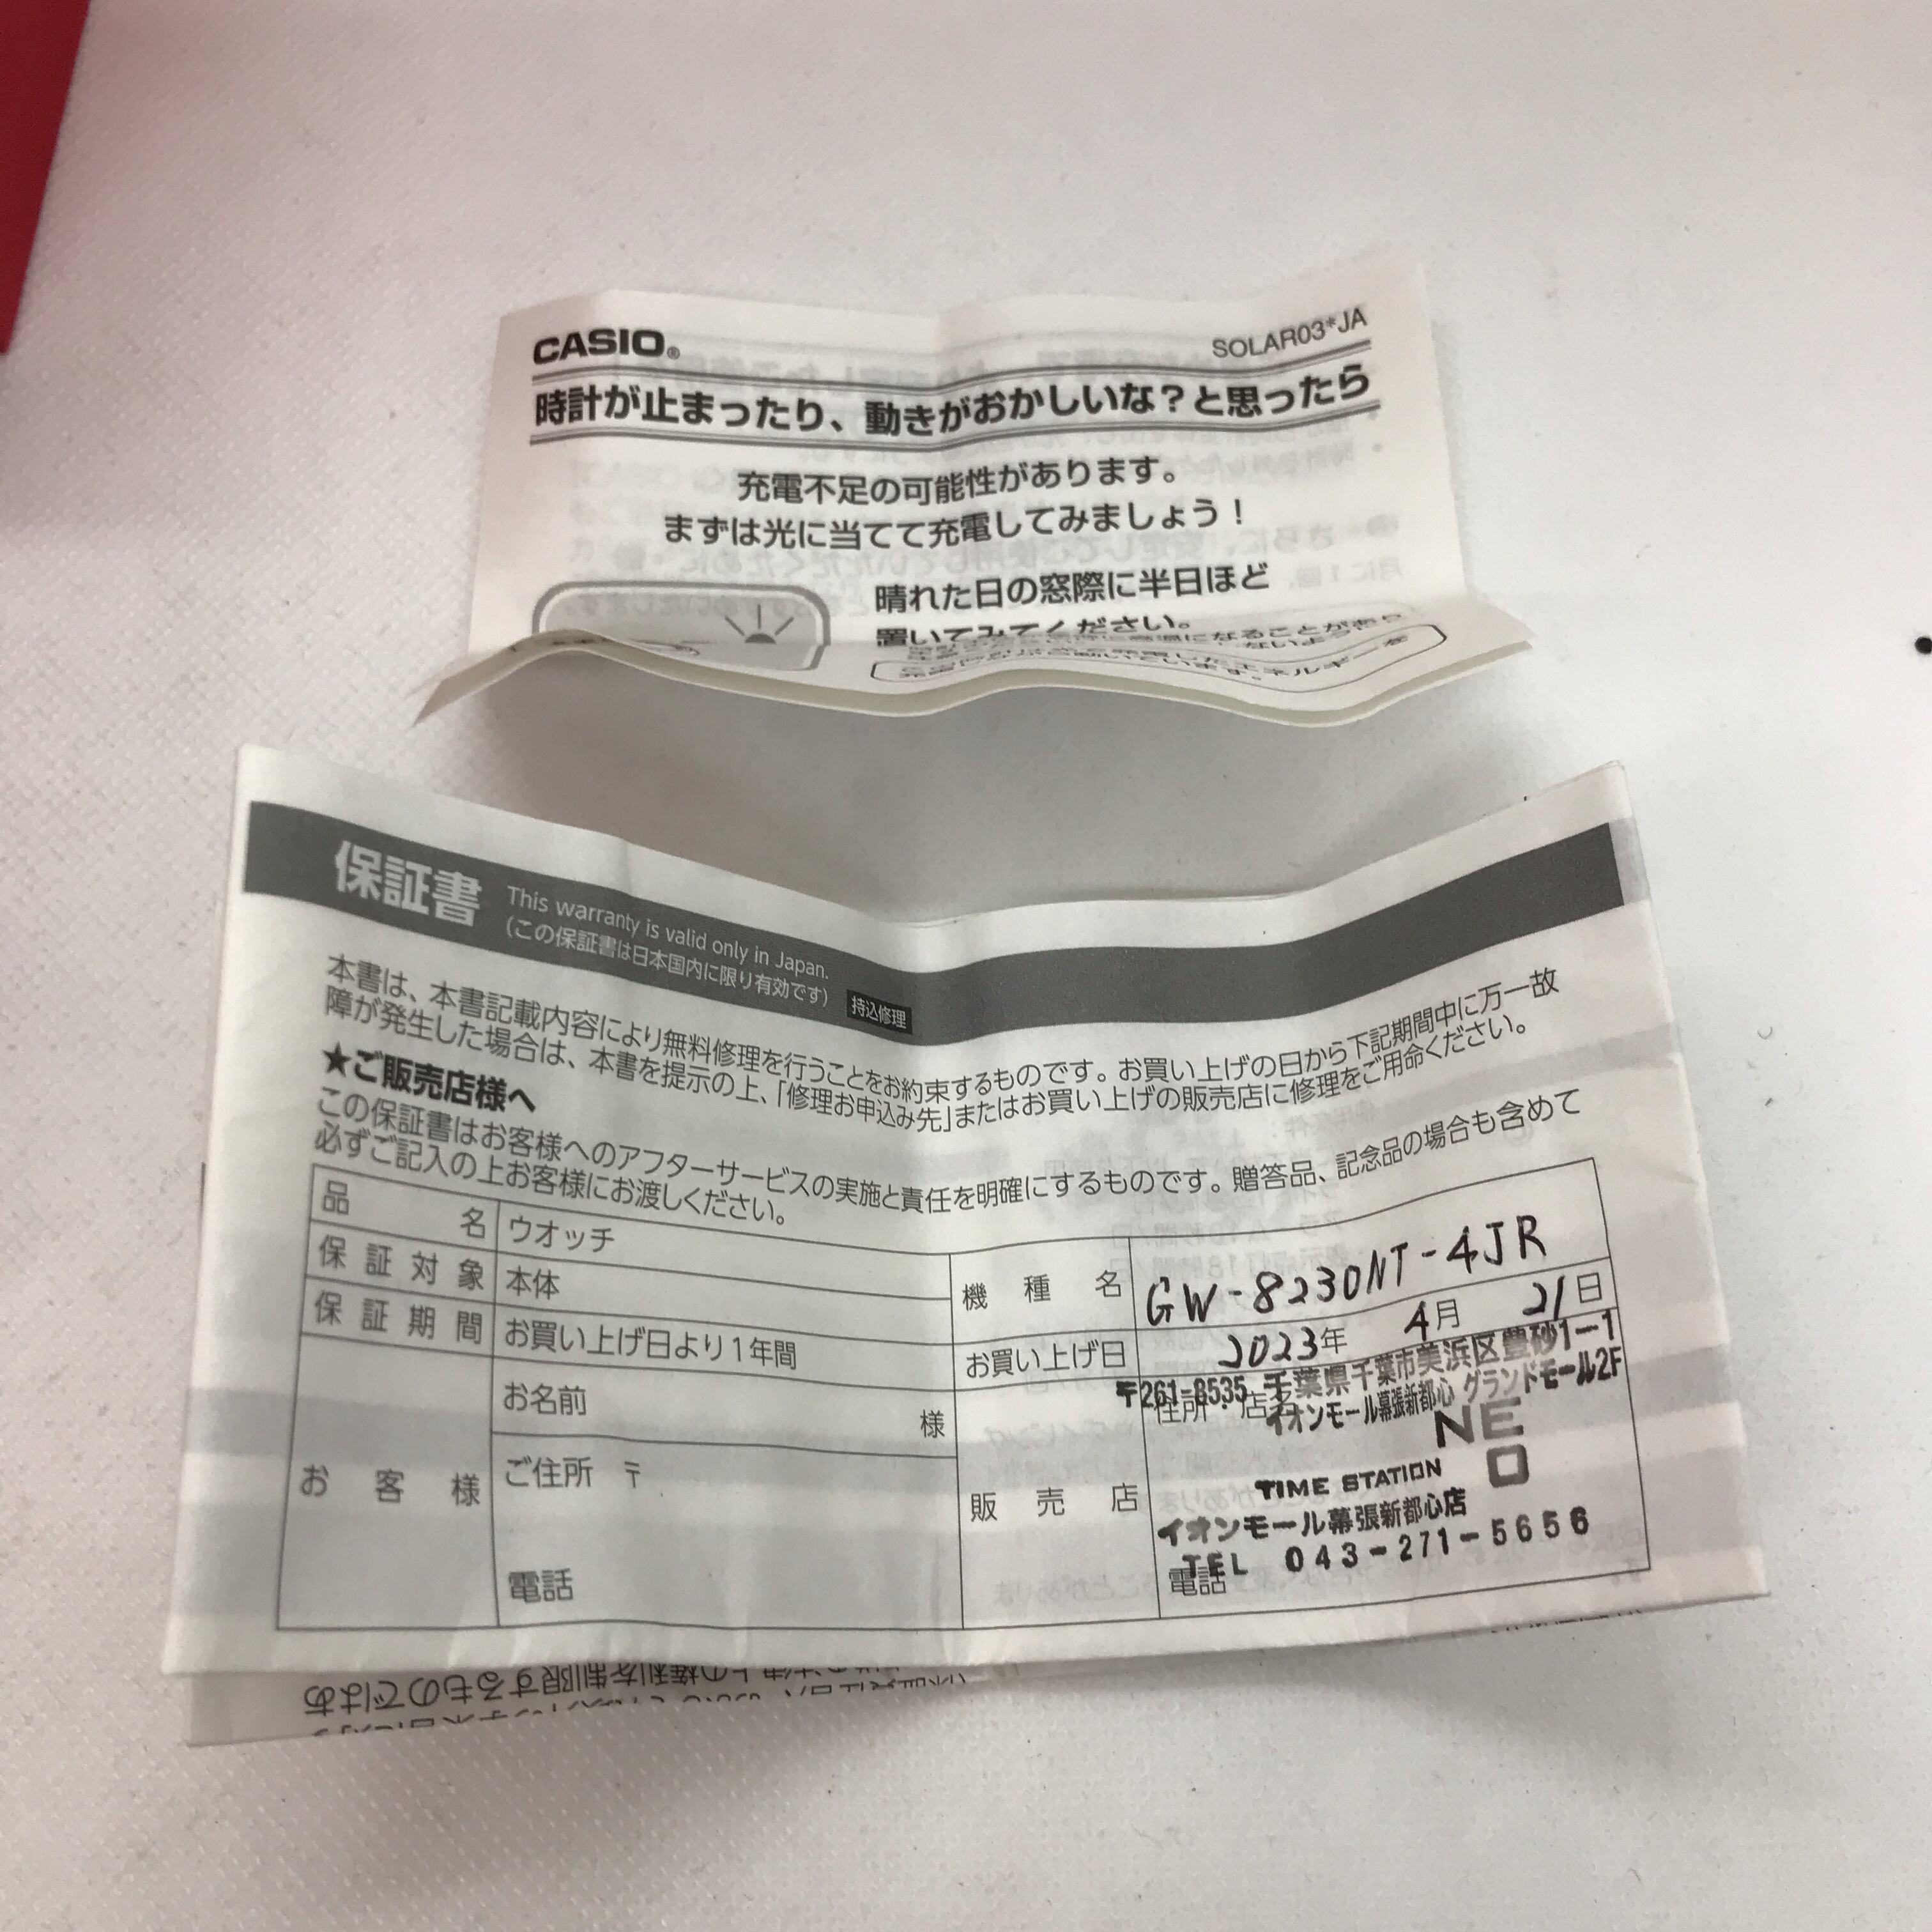 CASIO®
SOLAR03*JA
時計が止まったり、動きがおかしいな？と思ったら
充電不足の可能性があります。
まずは光に当てて充電してみましょう！
晴れた日の窓際に半日ほど
置いてみてください。
保証書
This warranty is valid only in Japan.
(この保証書は日本国内に限り有効です)
持込修理
本書は、本書記載内容により無料修理を行うことをお約束するものです。お買い上げの日から下記期間中に万一故
障が発生した場合は、本書を提示の上、「修理お申込み先」またはお買い上げの販売店に修理をご用命ください。
★ご販売店様へ
この保証書はお客様へのアフターサービスの実施と責任を明確にするものです。贈答品、記念品の場合も含めて
必ずご記入の上お客様にお渡しください。
品名 ウオッチ
保証対象 本体
保証期間 お買い上げ日より1年間
機種名 GW-8230NT-4JR
お買い上げ日 2023年 4月 21日
お客様
お名前 様
ご住所 〒
電話
販売店
住所・店名
〒261-8535 千葉県千葉市美浜区豊砂1-1
イオンモール幕張新都心 グランドモール2F
NE
O
TIME STATION
イオンモール幕張新都心店
TEL 043-271-5656
電話